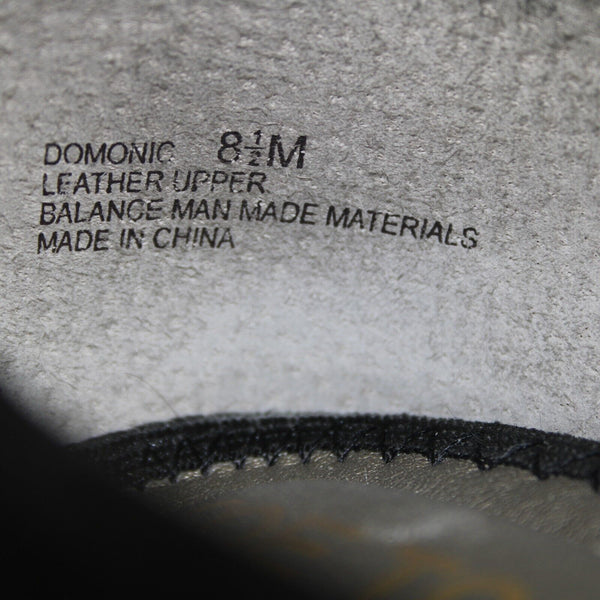 DOMONIC 8½M
LEATHER UPPER
BALANCE MAN MADE MATERIALS
MADE IN CHINA